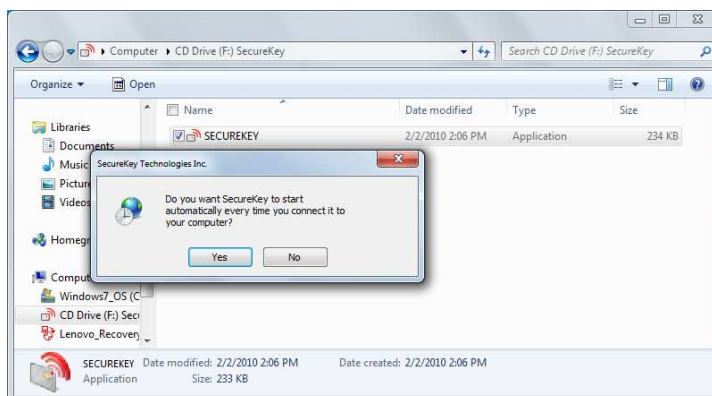 Computer ▸ CD Drive (F:) SecureKey
Search CD Drive (F:) SecureKey
Organize
Open
Name
Date modified
Type
Size
Libraries
Documents
Music
Pictur
Videos
Homegr
Comput
Windows7_OS (C
CD Drive (F:) Secu
Lenovo_Recovery
SECUREKEY
2/2/2010 2:06 PM
Application
234 KB
SecureKey Technologies Inc.
Do you want SecureKey to start
automatically every time you connect it to
your computer?
Yes
No
SECUREKEY Date modified: 2/2/2010 2:06 PM Date created: 2/2/2010 2:06 PM
Application Size: 233 KB